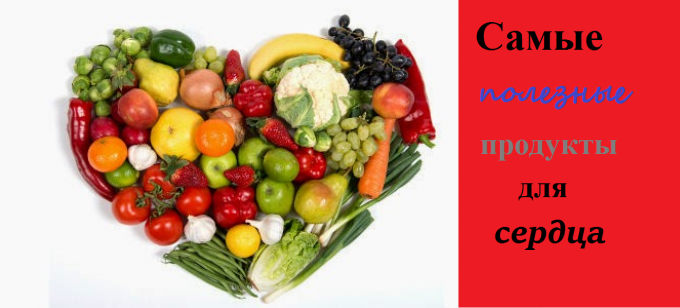 Самые
полезные
продукты
для
сердца